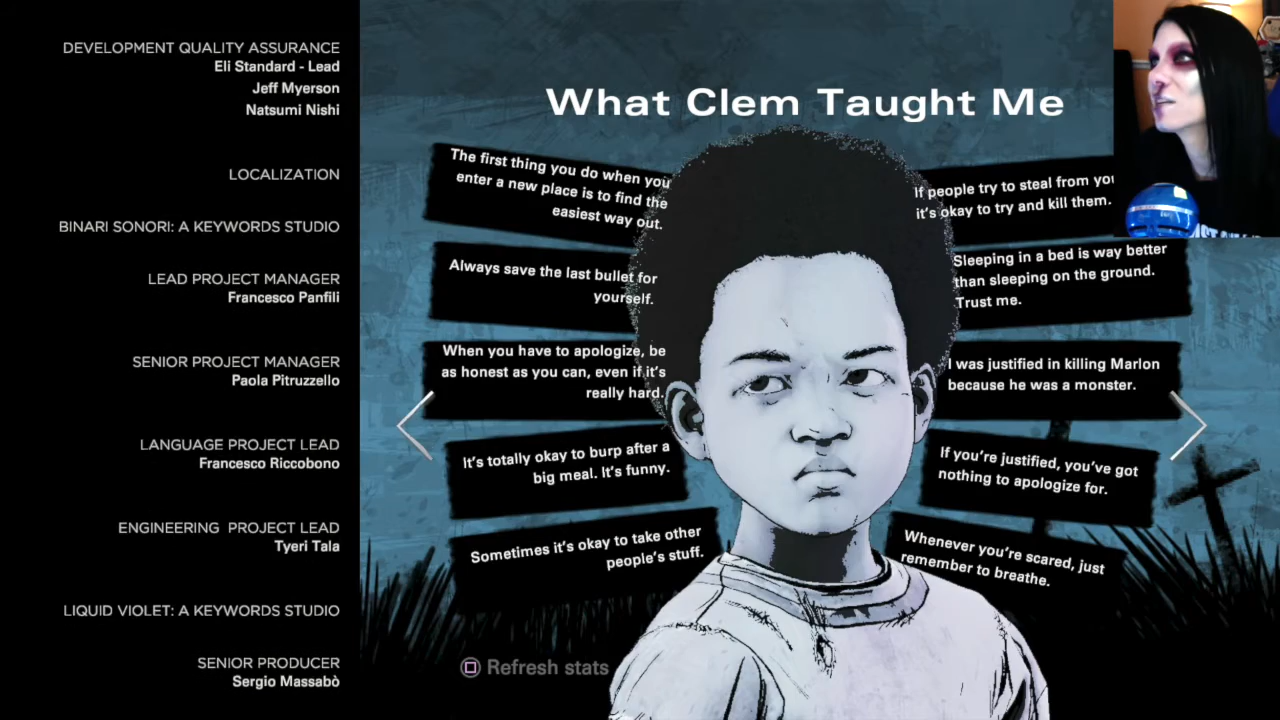 DEVELOPMENT QUALITY ASSURANCE
Eli Standard - Lead
Jeff Myerson
Natsumi Nishi
LOCALIZATION
BINARI SONORI: A KEYWORDS STUDIO
LEAD PROJECT MANAGER
Francesco Panfili
SENIOR PROJECT MANAGER
Paola Pitruzzello
LANGUAGE PROJECT LEAD
Francesco Riccobono
ENGINEERING PROJECT LEAD
Tyeri Tala
LIQUID VIOLET: A KEYWORDS STUDIO
SENIOR PRODUCER
Sergio Massabò
What Clem Taught Me
The first thing you do when you
enter a new place is to find the
easiest way out.
Always save the last bullet for
yourself.
When you have to apologize, be
as honest as you can, even if it's
really hard.
It's totally okay to burp after a
big meal. It's funny.
Sometimes it's okay to take other
people's stuff.
If people try to steal from you
it's okay to try and kill them.
Sleeping in a bed is way better
than sleeping on the ground.
Trust me.
I was justified in killing Marlon
because he was a monster.
If you're justified, you've got
nothing to apologize for.
Whenever you're scared, just
remember to breathe.
Refresh stats